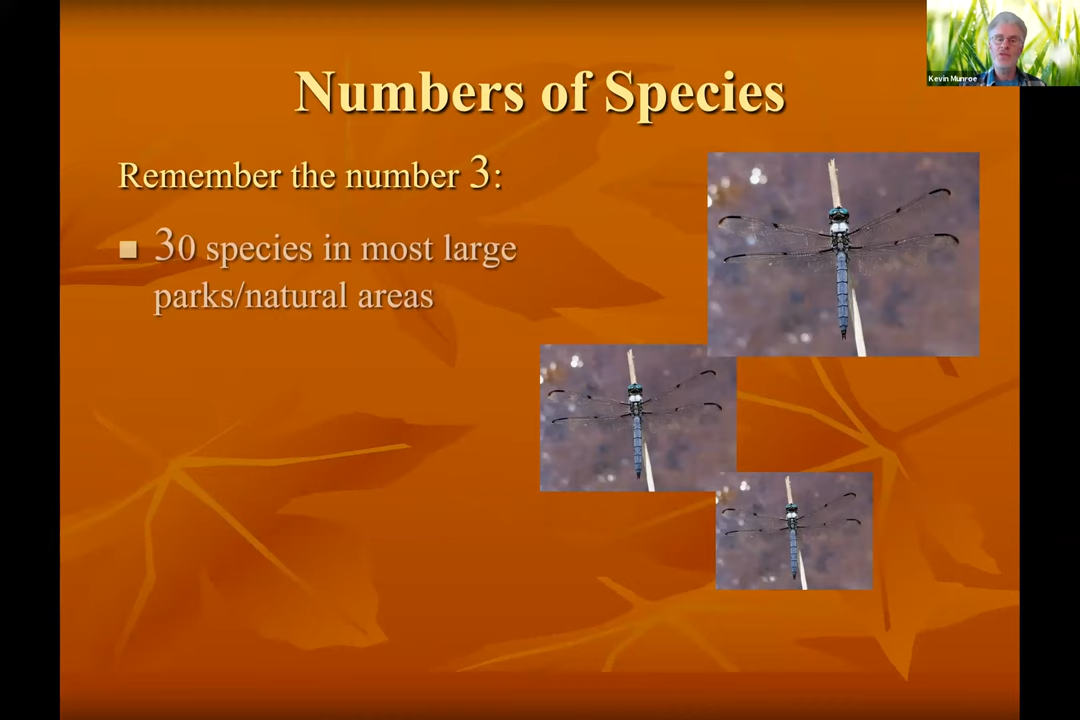 Kevin Munroe
Numbers of Species
Remember the number 3:
30 species in most large
parks/natural areas